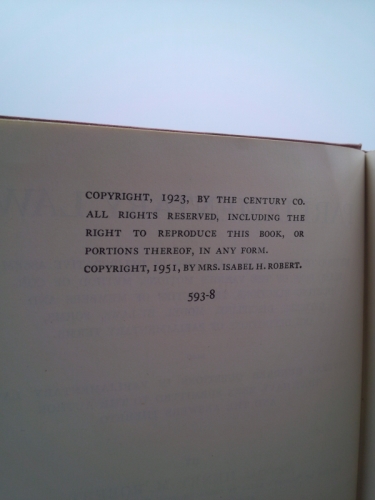 COPYRIGHT, 1923, BY THE CENTURY CO.
ALL RIGHTS RESERVED, INCLUDING THE
RIGHT TO REPRODUCE THIS BOOK, OR
PORTIONS THEREOF, IN ANY FORM.
COPYRIGHT, 1951, BY MRS. ISABEL H. ROBERT.
593-8